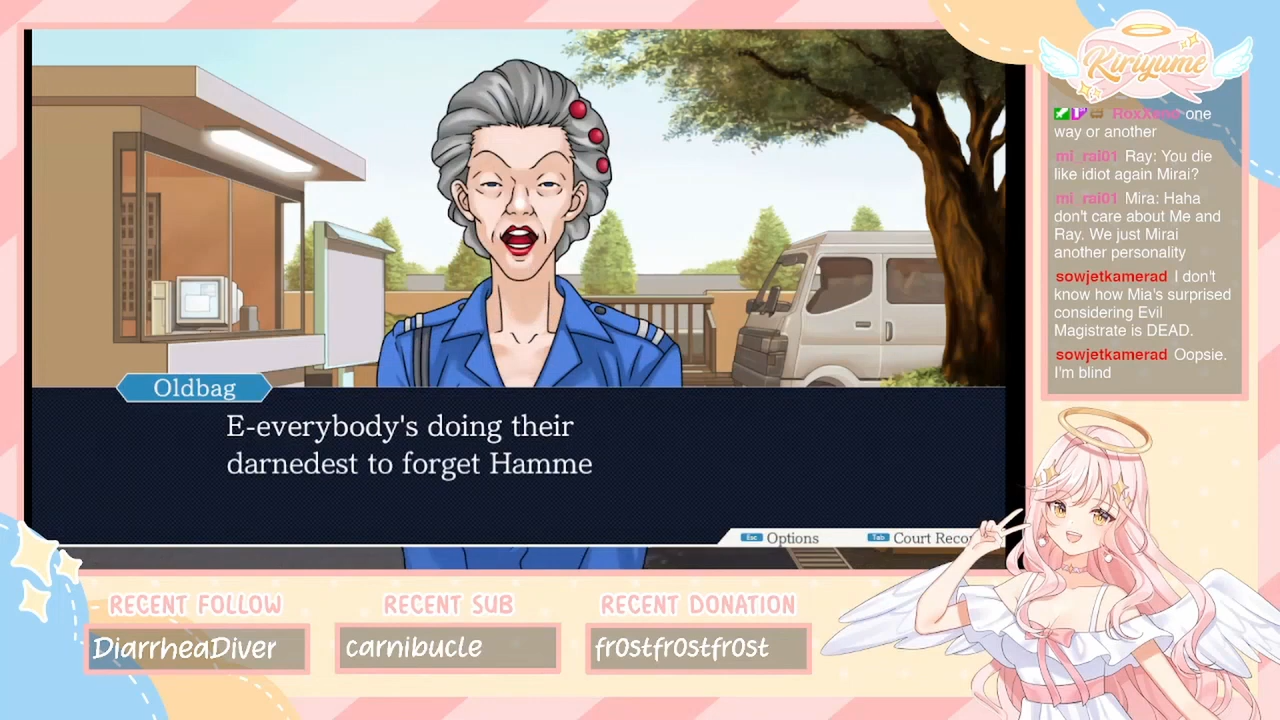 Kiriyume
one
way or another
mi_rai01 Ray: You die
like idiot again Mirai?
mi_rai01 Mira: Haha
don't care about Me and
Ray. We just Mirai
another personality
sowjetkamerad I don't
know how Mia's surprised
considering Evil
Magistrate is DEAD.
sowjetkamerad Oopsie.
I'm blind
Oldbag
E-everybody's doing their
darnedest to forget Hamme
Esc Options
Tab Court Reco
RECENT FOLLOW
DiarrheaDiver
RECENT SUB
carnibucle
RECENT DONATION
frostfrostfrost